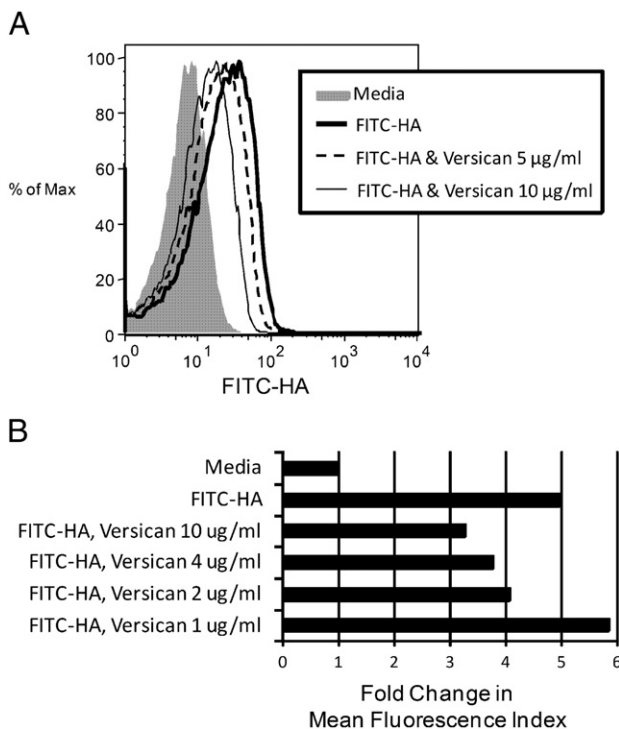 A
100
80
60
40
20
0
% of Max
10^0 10^1 10^2 10^3 10^4
FITC-HA
Media
FITC-HA
FITC-HA & Versican 5 µg/ml
FITC-HA & Versican 10 µg/ml
B
Media
FITC-HA
FITC-HA, Versican 10 ug/ml
FITC-HA, Versican 4 ug/ml
FITC-HA, Versican 2 ug/ml
FITC-HA, Versican 1 ug/ml
0 1 2 3 4 5 6
Fold Change in
Mean Fluorescence Index